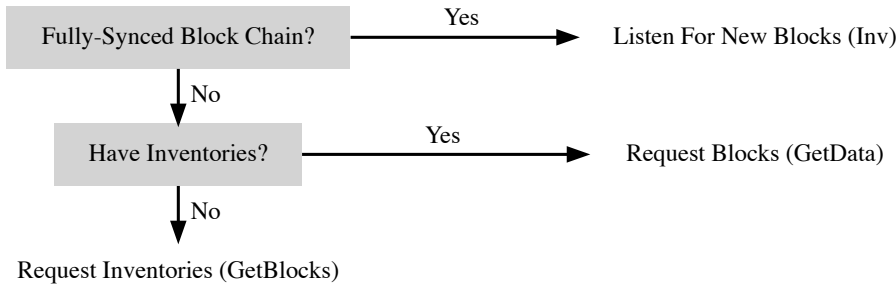 Fully-Synced Block Chain?
Yes
Listen For New Blocks (Inv)
No
Have Inventories?
Yes
Request Blocks (GetData)
No
Request Inventories (GetBlocks)